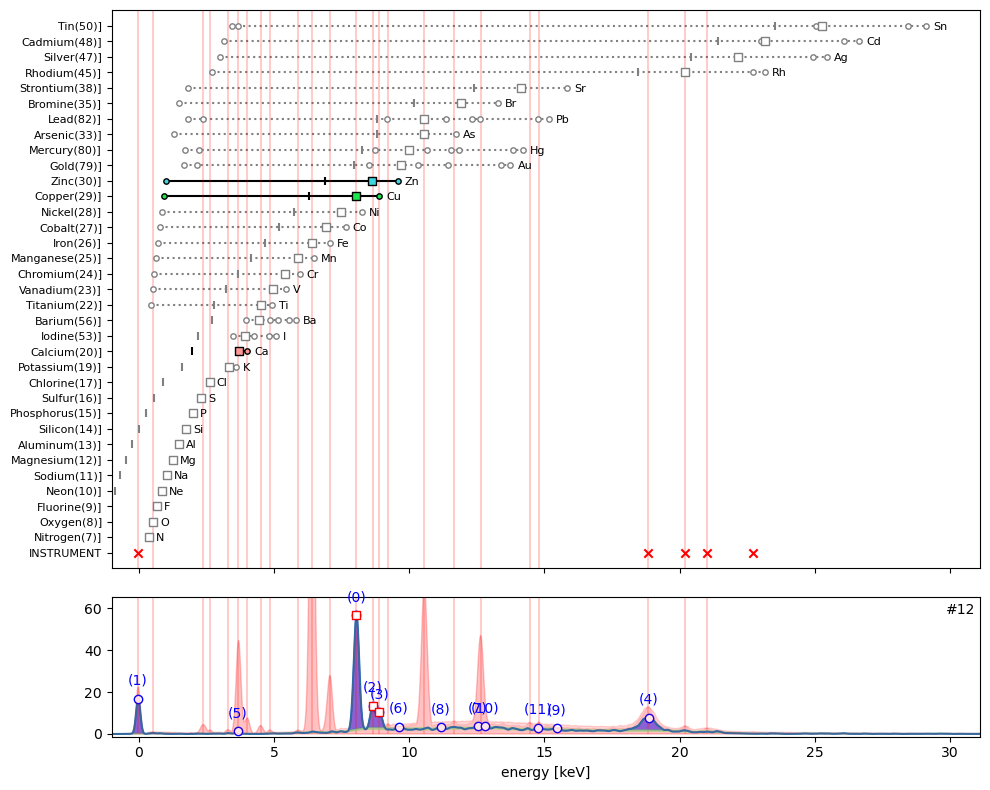 Tin(50)] Sn
Cadmium(48)] Cd
Silver(47)] Ag
Rhodium(45)] Rh
Strontium(38)] Sr
Bromine(35)] Br
Lead(82)] Pb
Arsenic(33)] As
Mercury(80)] Hg
Gold(79)] Au
Zinc(30)] Zn
Copper(29)] Cu
Nickel(28)] Ni
Cobalt(27)] Co
Iron(26)] Fe
Manganese(25)] Mn
Chromium(24)] Cr
Vanadium(23)] V
Titanium(22)] Ti
Barium(56)] Ba
Iodine(53)] I
Calcium(20)] Ca
Potassium(19)] K
Chlorine(17)] Cl
Sulfur(16)] S
Phosphorus(15)] P
Silicon(14)] Si
Aluminum(13)] Al
Magnesium(12)] Mg
Sodium(11)] Na
Neon(10)] Ne
Fluorine(9)] F
Oxygen(8)] O
Nitrogen(7)] N
INSTRUMENT
#12
60
40
20
0
(0)
(1)
(2)
(3)
(5)
(6)
(8)
(7)
(10)
(11)
(9)
(4)
0 5 10 15 20 25 30
energy [keV]